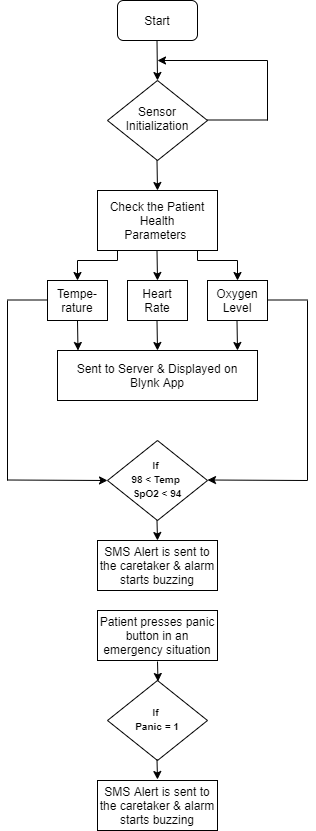 Start
Sensor
Initialization
Check the Patient
Health
Parameters
Tempe-
rature
Heart
Rate
Oxygen
Level
Sent to Server & Displayed on
Blynk App
If
98 < Temp
SpO2 < 94
SMS Alert is sent to
the caretaker & alarm
starts buzzing
Patient presses panic
button in an
emergency situation
If
Panic = 1
SMS Alert is sent to
the caretaker & alarm
starts buzzing